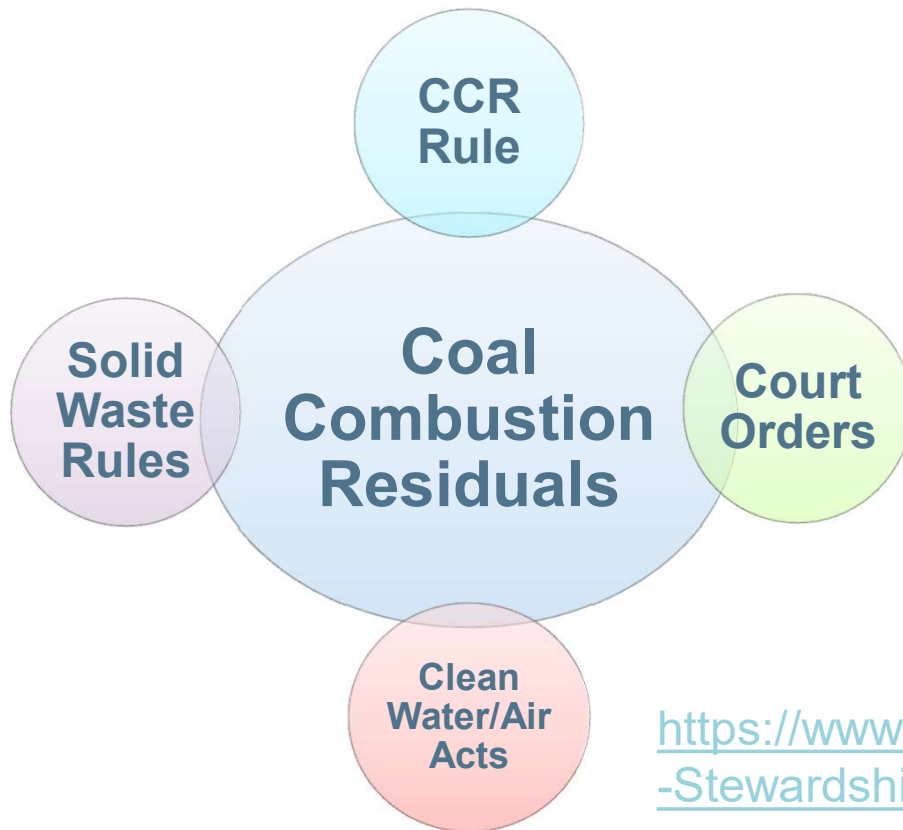 CCR
Rule
Solid
Waste
Rules
Coal
Combustion
Residuals
Court
Orders
Clean
Water/Air
Acts
https://www
-Stewardshi